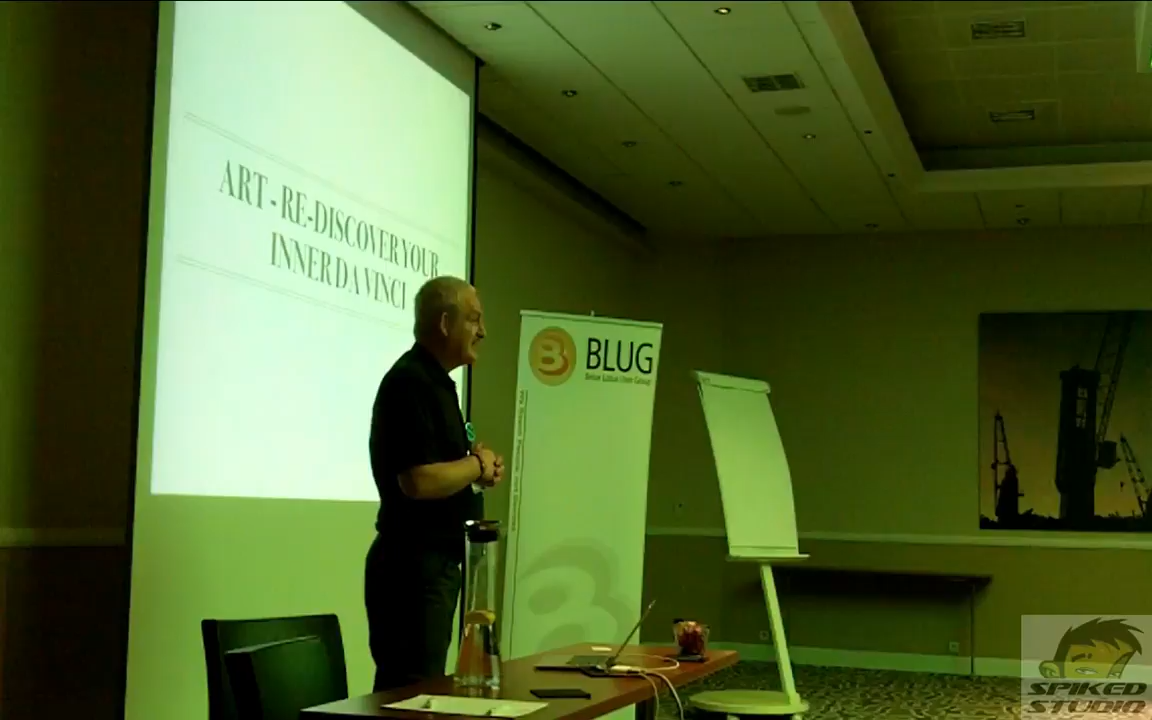 ART - RE-DISCOVER YOUR
INNER DA VINCI
BLUG
SPIKED
STUDIO